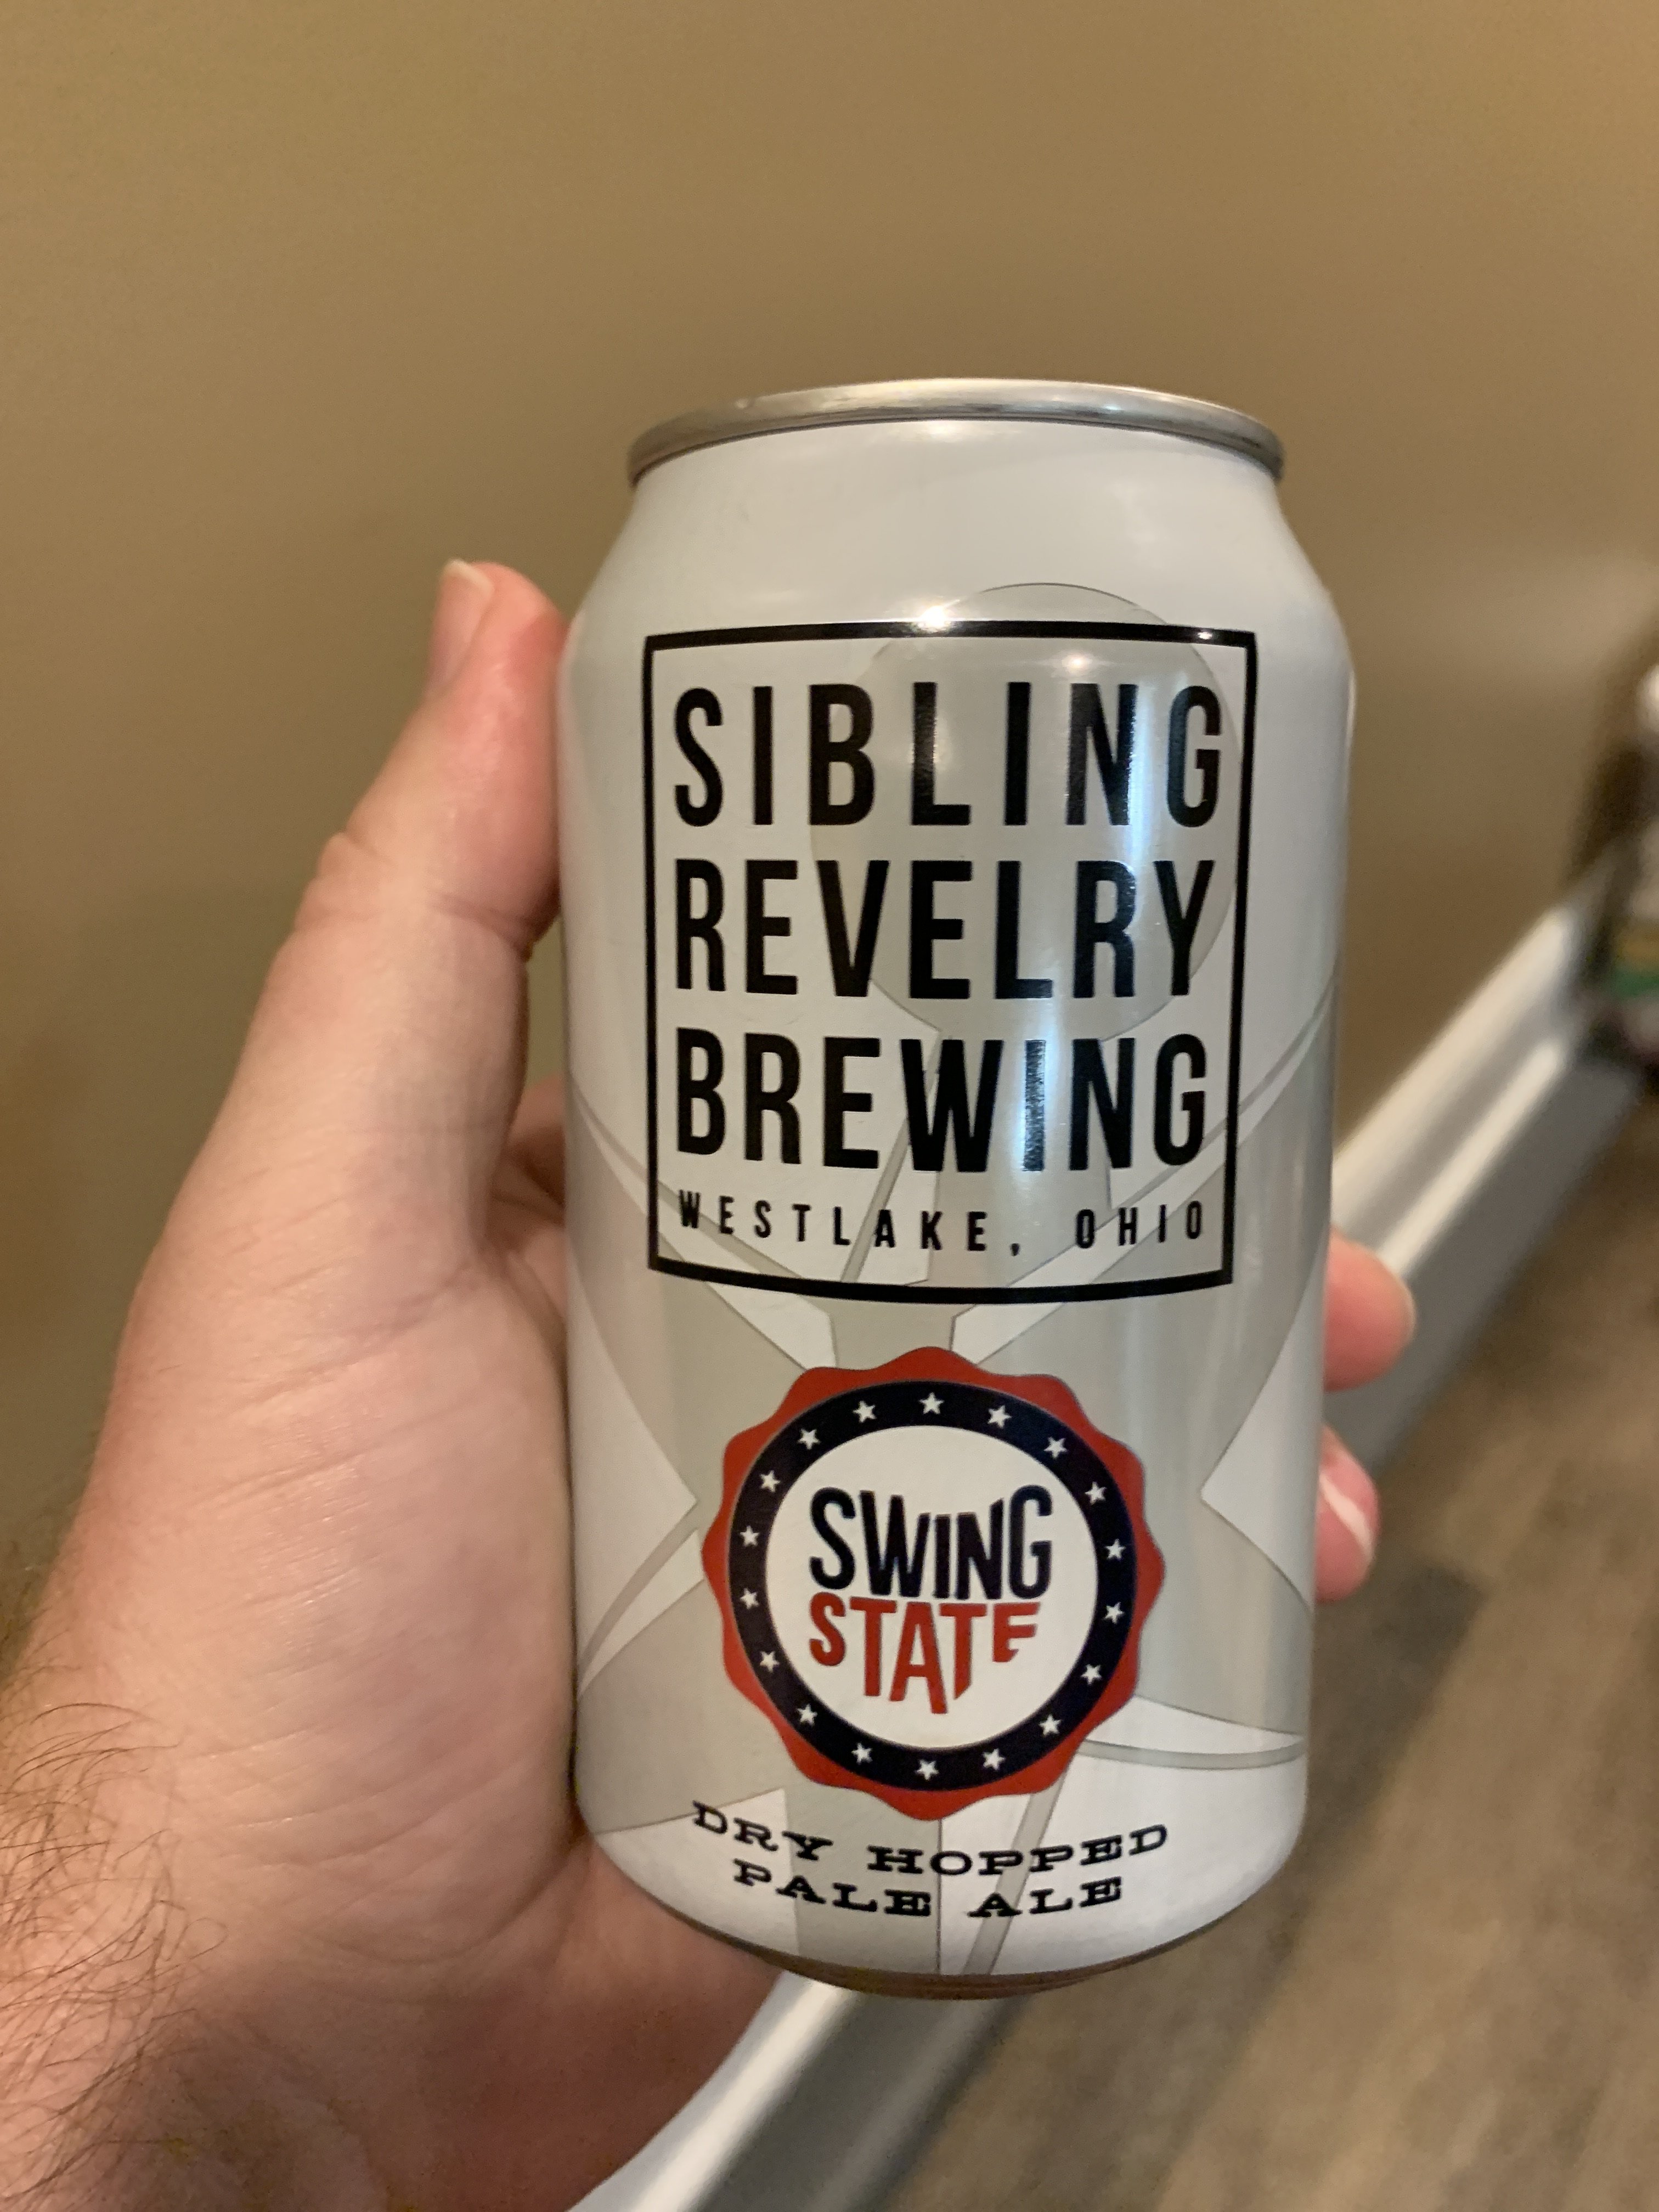 SIBLING
REVELRY
BREWING
WESTLAKE, OHIO
SWING
STATE
DRY HOPPED
PALE ALE